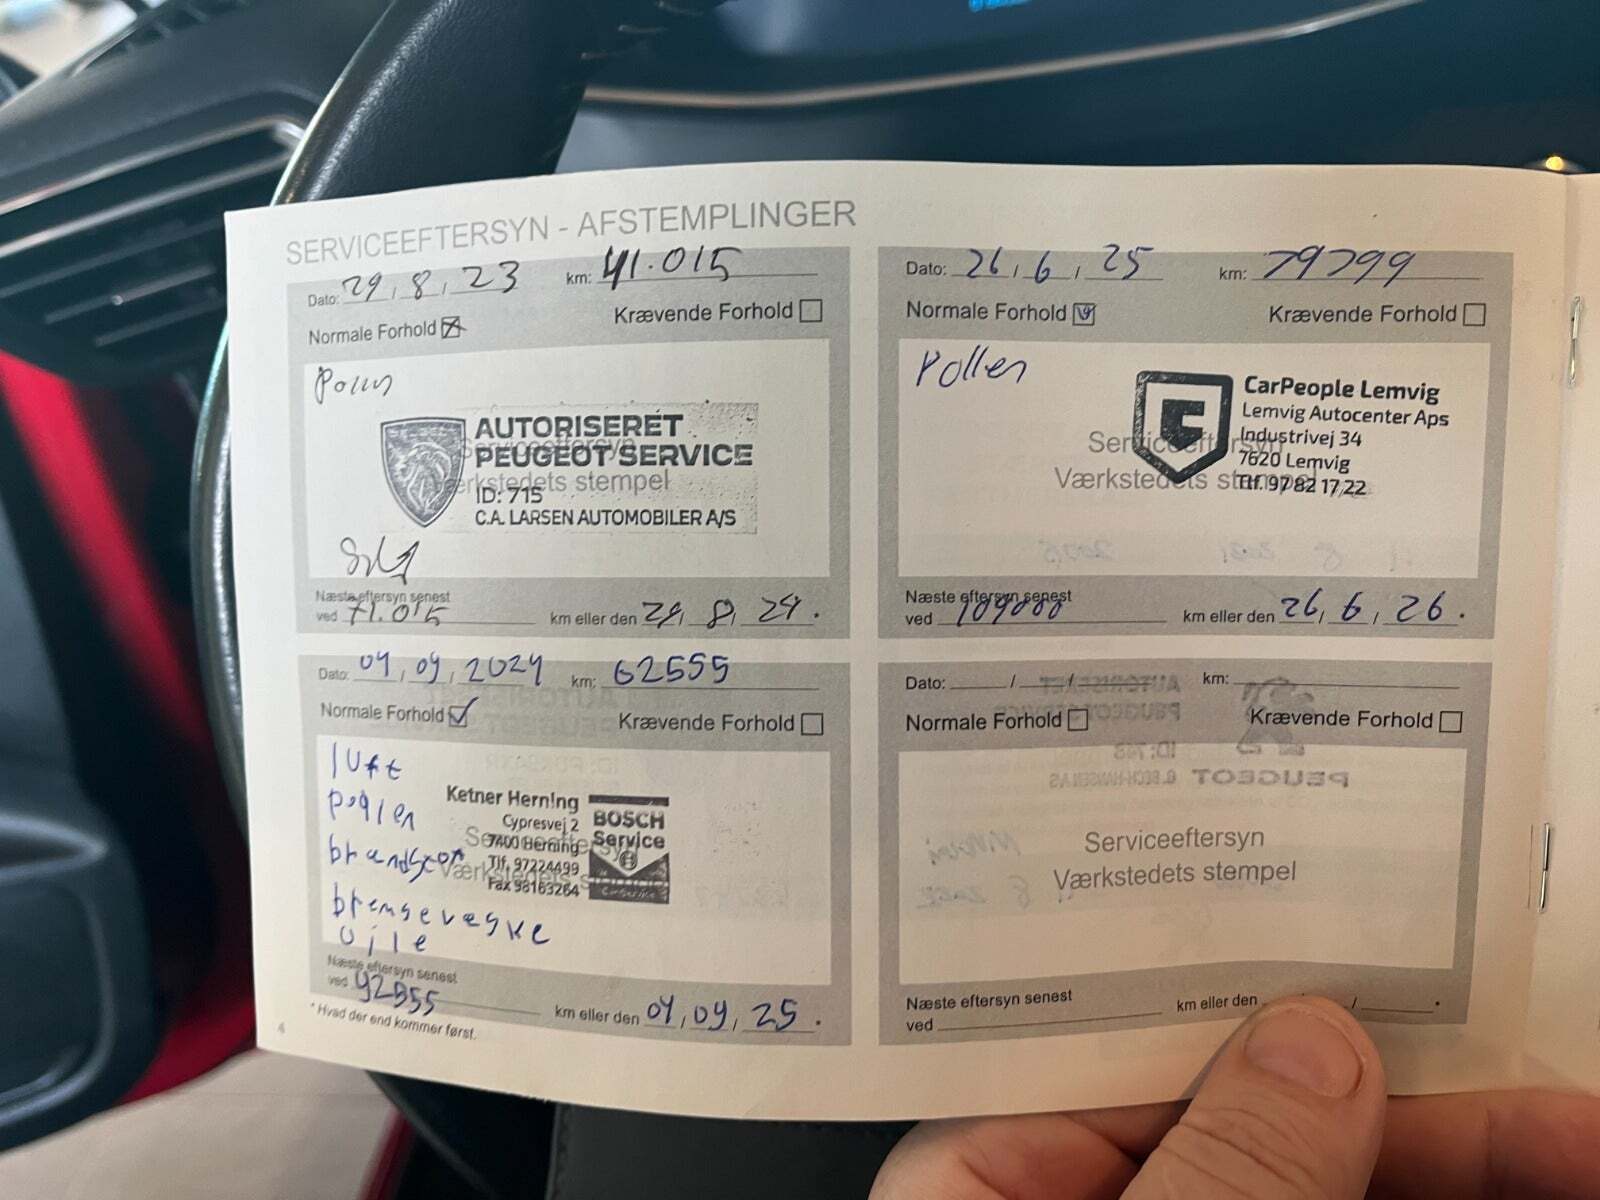 SERVICEEFTERSYN - AFSTEMPLINGER
Dato: 29, 8, 23 km: 41.015
Normale Forhold Krævende Forhold
Pollen
AUTORISERET
PEUGEOT SERVICE
ID: 715
C.A. LARSEN AUTOMOBILER A/S
Serviceeftersyn
Værkstedets stempel
Næste eftersyn senest
ved 71.015 km eller den 29, 8, 24.
Dato: 04, 09, 2024 km: 62555
Normale Forhold Krævende Forhold
luft
pollen
brandstof
bremsevæske
olie
Ketner Herning
Cypresvej 2
7400 Herning
Tlf. 97224499
Fax 98163264
BOSCH
Service
Serviceeftersyn
Værkstedets stempel
Næste eftersyn senest
ved 92555 km eller den 04, 09, 25.
* Hvad der end kommer først.
4
Dato: 26 / 6 / 25 km: 79799
Normale Forhold Krævende Forhold
Pollen
CarPeople Lemvig
Lemvig Autocenter Aps
Industrivej 34
7620 Lemvig
Tlf. 97 82 17 22
Serviceeftersyn
Værkstedets stempel
Næste eftersyn senest
ved 109000 km eller den 26 / 6 / 26.
Dato: / / km:
Normale Forhold Krævende Forhold
Serviceeftersyn
Værkstedets stempel
Næste eftersyn senest
ved km eller den / .